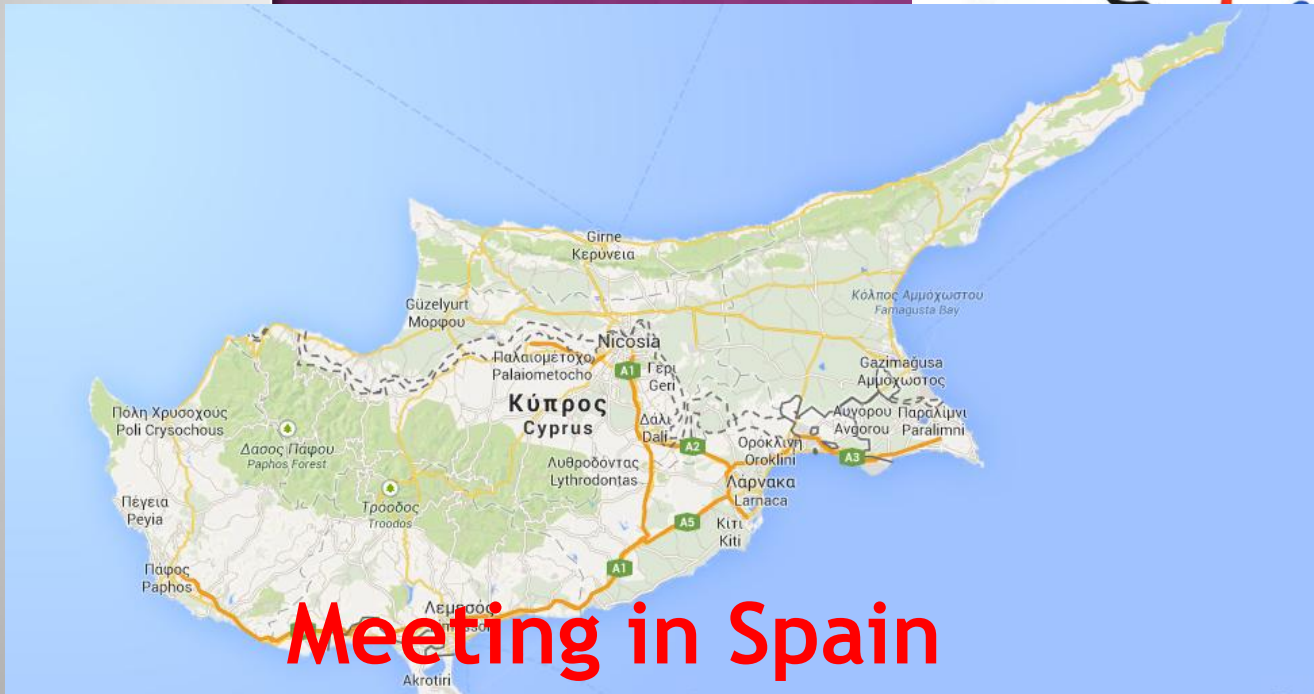 Girne
Κερύνεια
Güzelyurt
Μόρφου
Κόλπος Αμμόχωστου
Famagusta Bay
Nicosia
Παλαιομέτοχο
Palaiometocho
A1
Γέρι
Geri
Gazimağusa
Αμμόχωστος
Πόλη Χρυσοχούς
Poli Crysochous
Κύπρος
Cyprus
Δάλι
Dali
Αυγόρου
Avgorou
Παραλίμνι
Paralimni
Δασος Πάφου
Paphos Forest
A2
Ορόκλινη
Oroklini
A3
Λυθροδόντας
Lythrodontas
Λάρνακα
Larnaca
Τρόοδος
Troodos
Πέγεια
Peyia
A5
Κίτι
Kiti
Πάφος
Paphos
A1
Λεμεσός
Meeting in Spain
Akrotiri